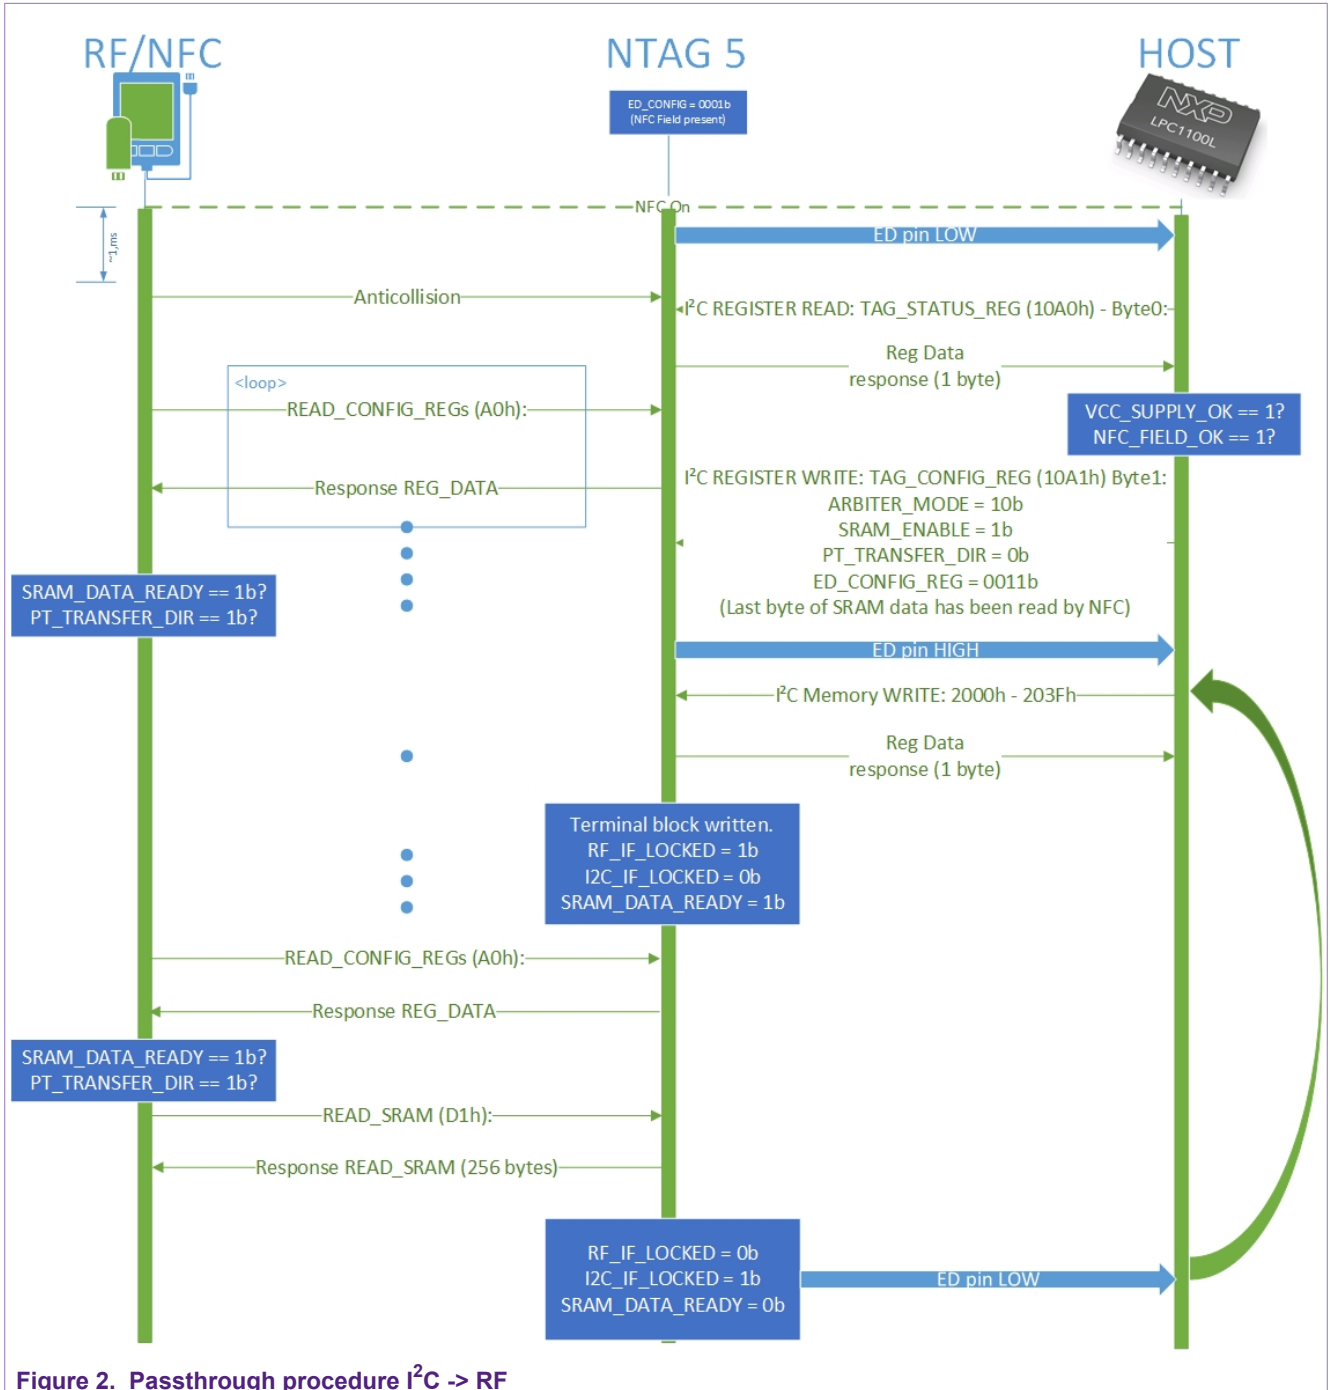 RF/NFC
NTAG 5
HOST
ED_CONFIG = 0001b
(NFC Field present)
NXP
LPC1100L
NFC On
~1,ms
ED pin LOW
Anticollision
I²C REGISTER READ: TAG_STATUS_REG (10A0h) - Byte0:
Reg Data
response (1 byte)
<loop>
READ_CONFIG_REGs (A0h):
VCC_SUPPLY_OK == 1?
NFC_FIELD_OK == 1?
Response REG_DATA
I²C REGISTER WRITE: TAG_CONFIG_REG (10A1h) Byte1:
ARBITER_MODE = 10b
SRAM_ENABLE = 1b
PT_TRANSFER_DIR = 0b
ED_CONFIG_REG = 0011b
(Last byte of SRAM data has been read by NFC)
SRAM_DATA_READY == 1b?
PT_TRANSFER_DIR == 1b?
ED pin HIGH
I²C Memory WRITE: 2000h - 203Fh
Reg Data
response (1 byte)
Terminal block written.
RF_IF_LOCKED = 1b
I2C_IF_LOCKED = 0b
SRAM_DATA_READY = 1b
READ_CONFIG_REGs (A0h):
Response REG_DATA
SRAM_DATA_READY == 1b?
PT_TRANSFER_DIR == 1b?
READ_SRAM (D1h):
Response READ_SRAM (256 bytes)
RF_IF_LOCKED = 0b
I2C_IF_LOCKED = 1b
SRAM_DATA_READY = 0b
ED pin LOW
Figure 2. Passthrough procedure I²C -> RF